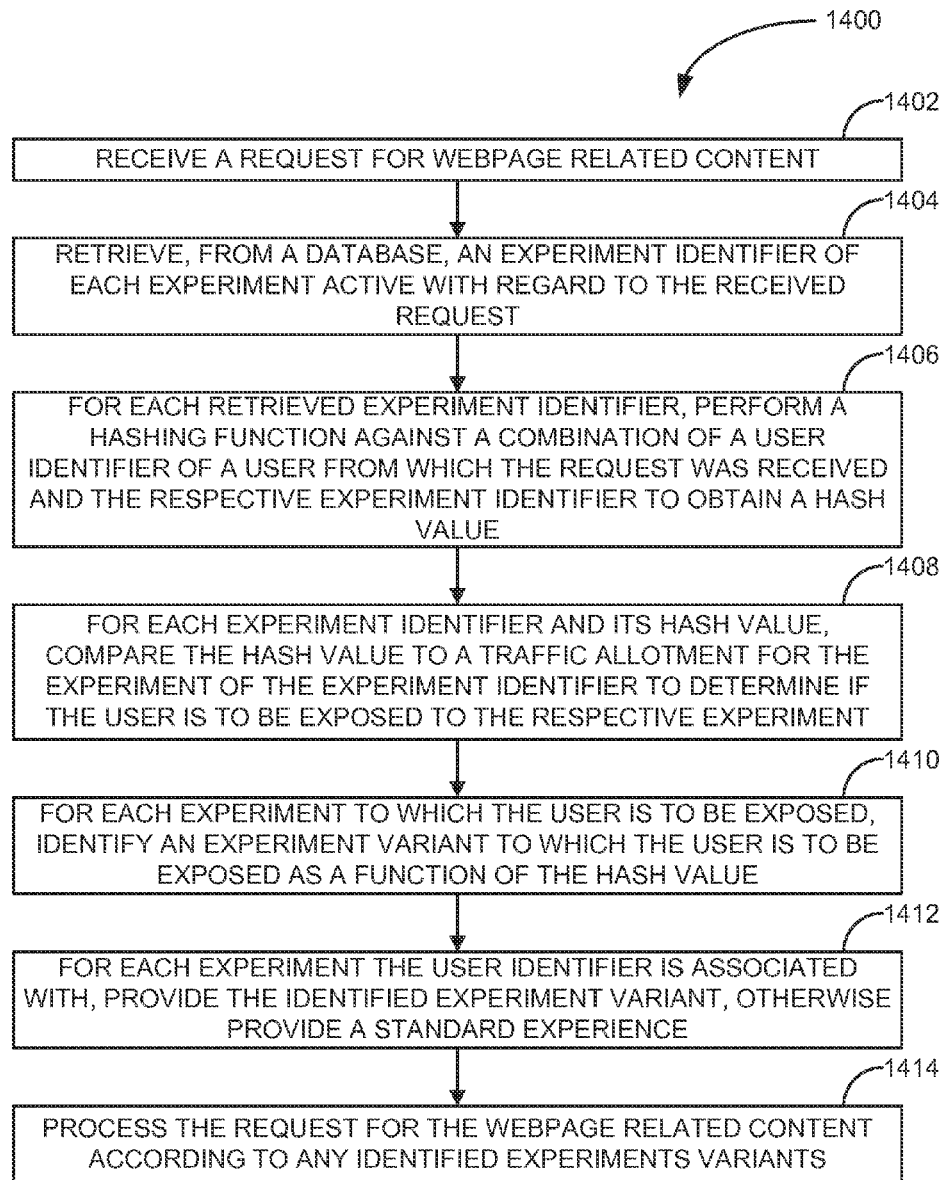 1400
1402
RECEIVE A REQUEST FOR WEBPAGE RELATED CONTENT
1404
RETRIEVE, FROM A DATABASE, AN EXPERIMENT IDENTIFIER OF
EACH EXPERIMENT ACTIVE WITH REGARD TO THE RECEIVED
REQUEST
1406
FOR EACH RETRIEVED EXPERIMENT IDENTIFIER, PERFORM A
HASHING FUNCTION AGAINST A COMBINATION OF A USER
IDENTIFIER OF A USER FROM WHICH THE REQUEST WAS RECEIVED
AND THE RESPECTIVE EXPERIMENT IDENTIFIER TO OBTAIN A HASH
VALUE
1408
FOR EACH EXPERIMENT IDENTIFIER AND ITS HASH VALUE,
COMPARE THE HASH VALUE TO A TRAFFIC ALLOTMENT FOR THE
EXPERIMENT OF THE EXPERIMENT IDENTIFIER TO DETERMINE IF
THE USER IS TO BE EXPOSED TO THE RESPECTIVE EXPERIMENT
1410
FOR EACH EXPERIMENT TO WHICH THE USER IS TO BE EXPOSED,
IDENTIFY AN EXPERIMENT VARIANT TO WHICH THE USER IS TO BE
EXPOSED AS A FUNCTION OF THE HASH VALUE
1412
FOR EACH EXPERIMENT THE USER IDENTIFIER IS ASSOCIATED
WITH, PROVIDE THE IDENTIFIED EXPERIMENT VARIANT, OTHERWISE
PROVIDE A STANDARD EXPERIENCE
1414
PROCESS THE REQUEST FOR THE WEBPAGE RELATED CONTENT
ACCORDING TO ANY IDENTIFIED EXPERIMENTS VARIANTS